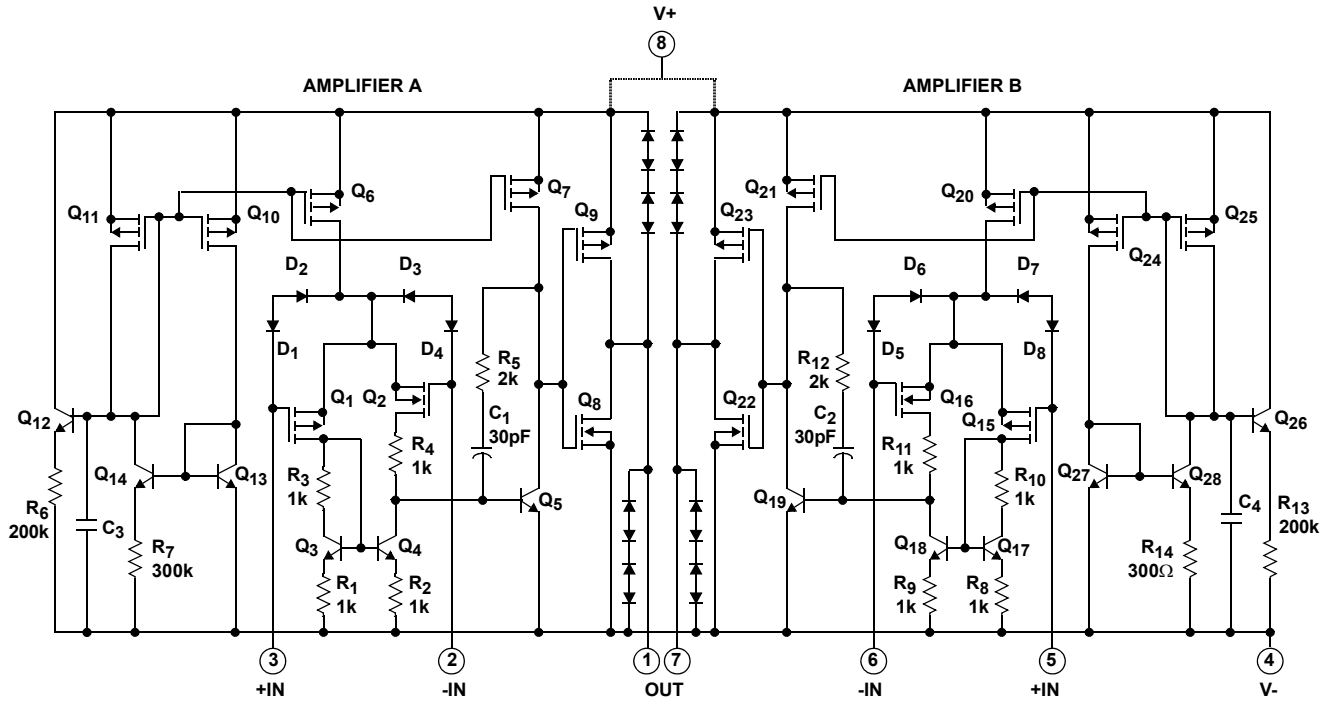 V+
8
AMPLIFIER A
AMPLIFIER B
Q6
Q7
Q21
Q20
Q11
Q10
Q9
Q23
Q24
Q25
D2
D3
D6
D7
D1
D4
D5
D8
R5
2k
R12
2k
Q1
Q2
Q8
Q22
Q16
Q15
Q12
C1
30pF
C2
30pF
Q26
R4
1k
R11
1k
Q14
Q13
R3
1k
Q5
Q19
R10
1k
Q27
Q28
R6
200k
C3
R7
300k
Q3
Q4
Q18
Q17
C4
R13
200k
R14
300Ω
R1
1k
R2
1k
R9
1k
R8
1k
3
2
1
7
6
5
4
+IN
-IN
OUT
-IN
+IN
V-